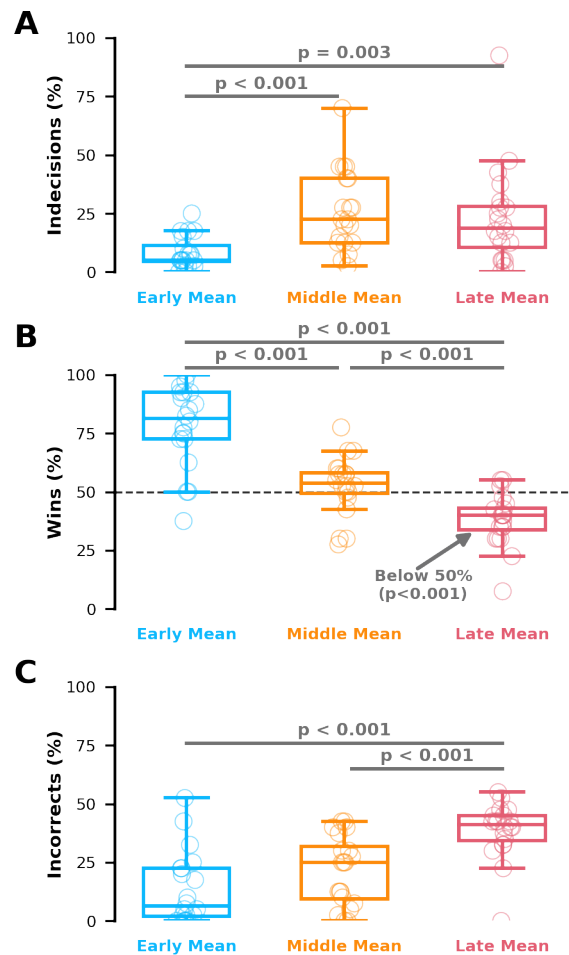 A
100
75
50
25
0
Indecisions (%)
p = 0.003
p < 0.001
Early Mean
Middle Mean
Late Mean
B
100
75
50
25
0
Wins (%)
p < 0.001
p < 0.001
p < 0.001
Below 50%
(p<0.001)
Early Mean
Middle Mean
Late Mean
C
100
75
50
25
0
Incorrects (%)
p < 0.001
p < 0.001
Early Mean
Middle Mean
Late Mean